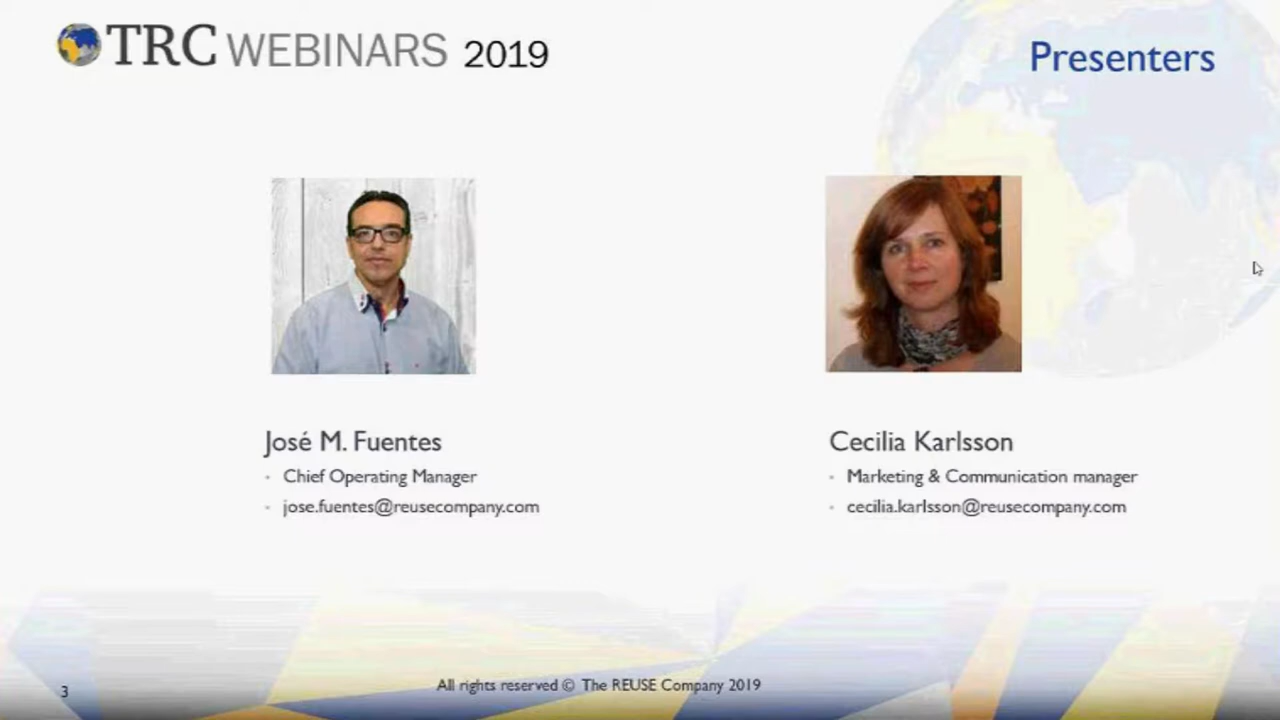 TRC WEBINARS 2019
Presenters
José M. Fuentes
Chief Operating Manager
jose.fuentes@reusecompany.com
Cecilia Karlsson
Marketing & Communication manager
cecilia.karlsson@reusecompany.com
3
All rights reserved © The REUSE Company 2019